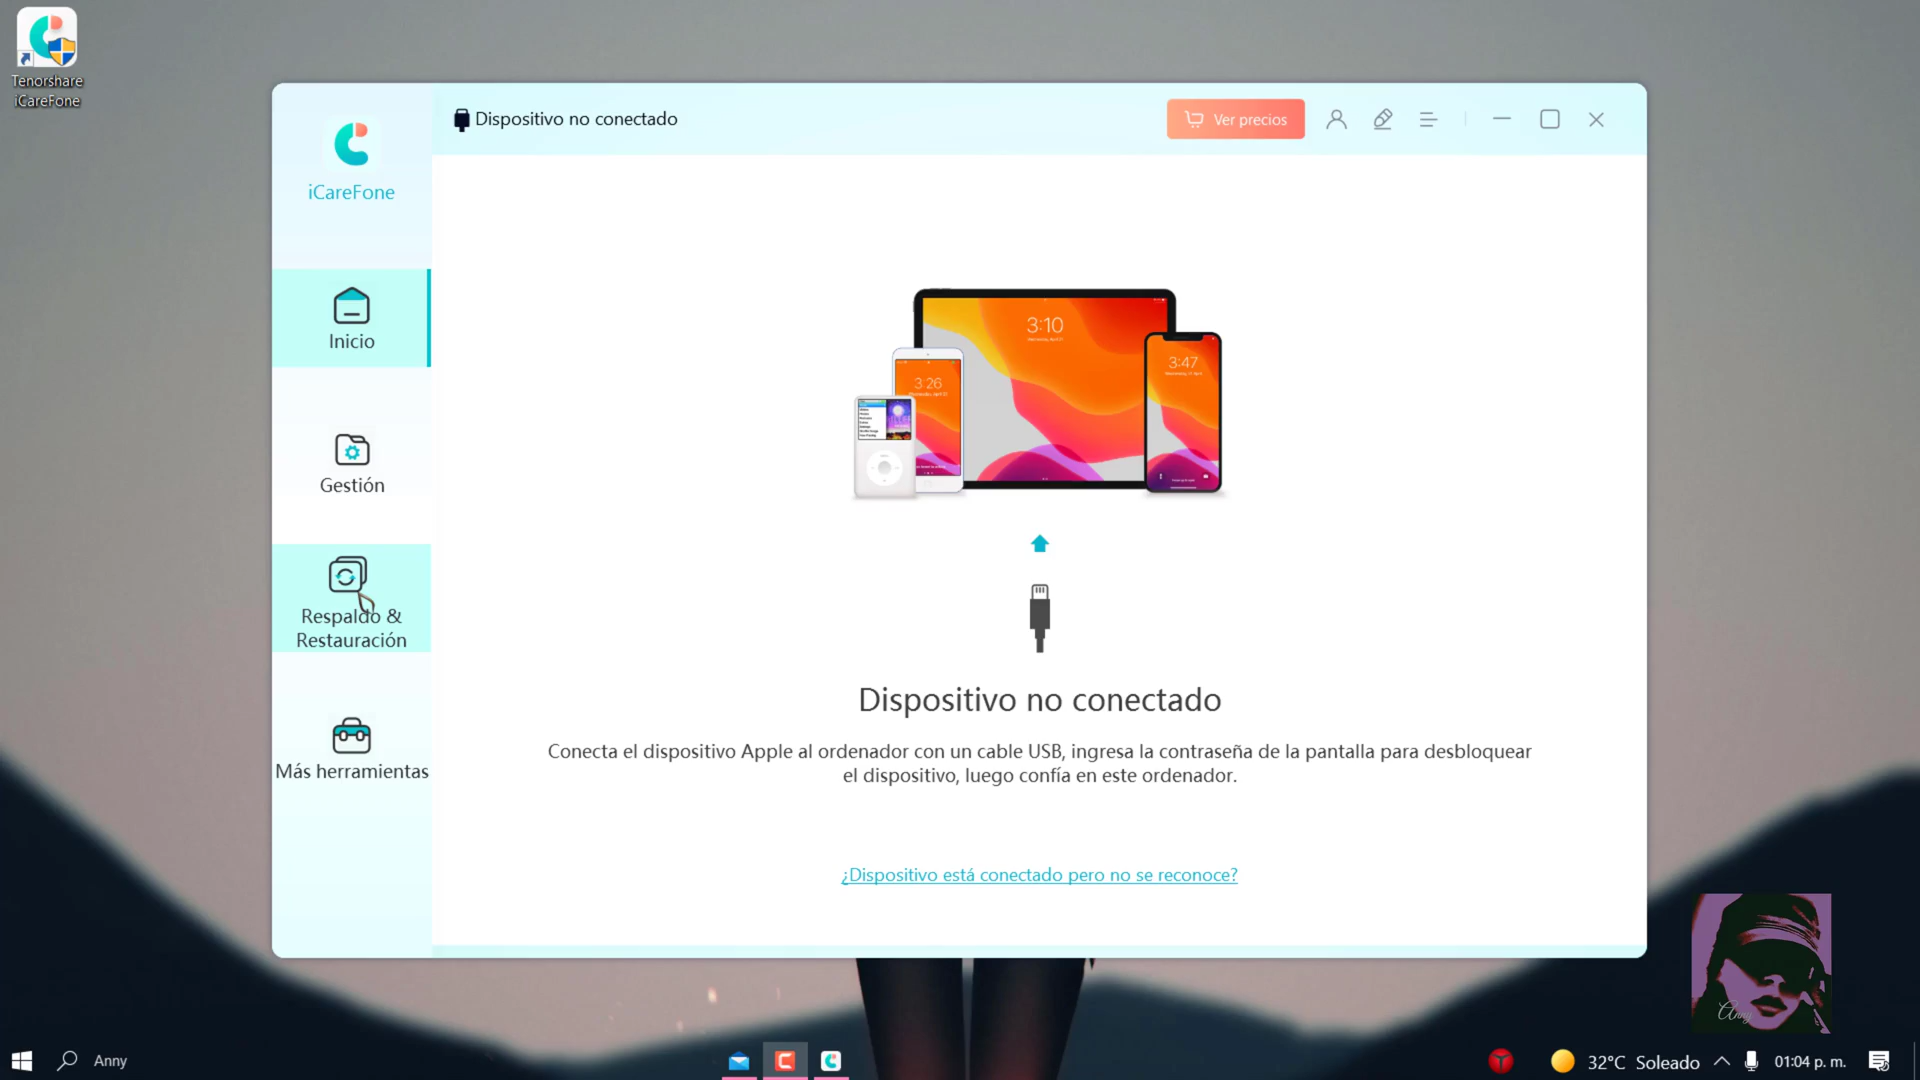 Tenorshare
iCareFone
Dispositivo no conectado
Ver precios
iCareFone
Inicio
Gestión
Respaldo &
Restauración
Más herramientas
3:10
3:47
3:26
Dispositivo no conectado
Conecta el dispositivo Apple al ordenador con un cable USB, ingresa la contraseña de la pantalla para desbloquear
el dispositivo, luego confía en este ordenador.
¿Dispositivo está conectado pero no se reconoce?
Anny
Anny
32°C Soleado
01:04 p. m.